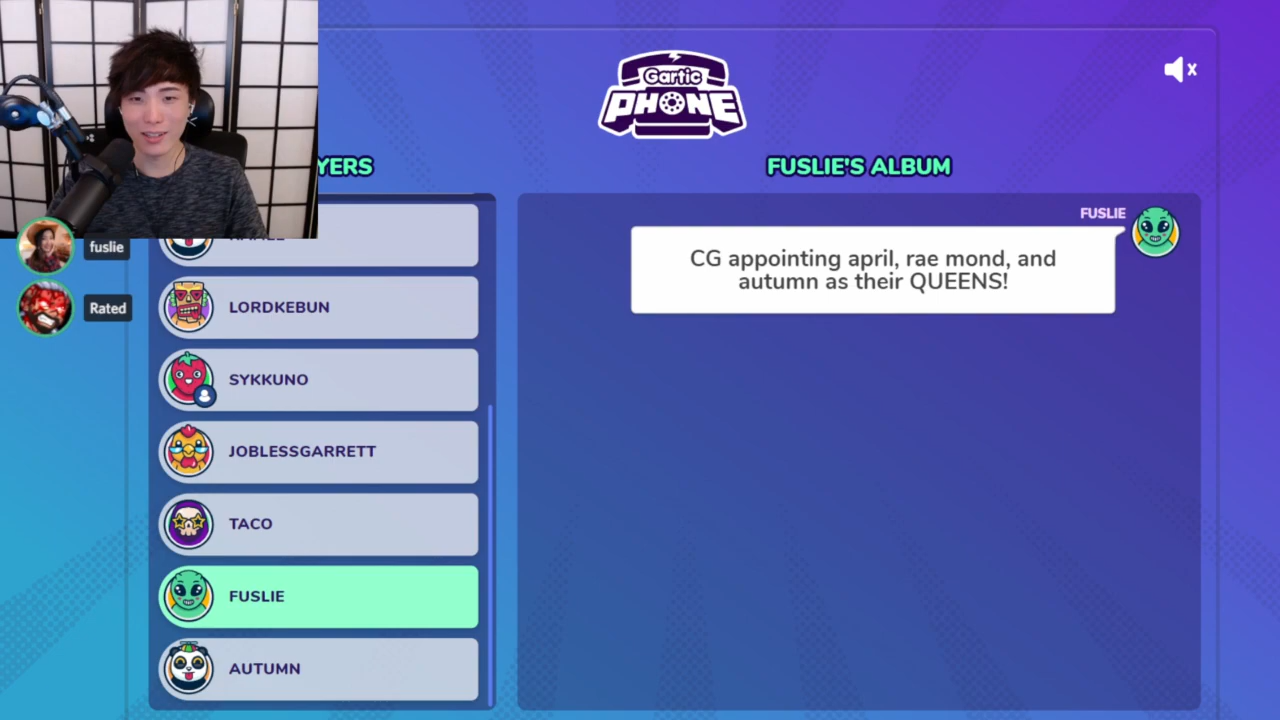 Gartic
PHONE
YERS
FUSLIE'S ALBUM
fuslie
Rated
LORDKEBUN
SYKKUNO
JOBLESSGARRETT
TACO
FUSLIE
AUTUMN
FUSLIE
CG appointing april, rae mond, and
autumn as their QUEENS!